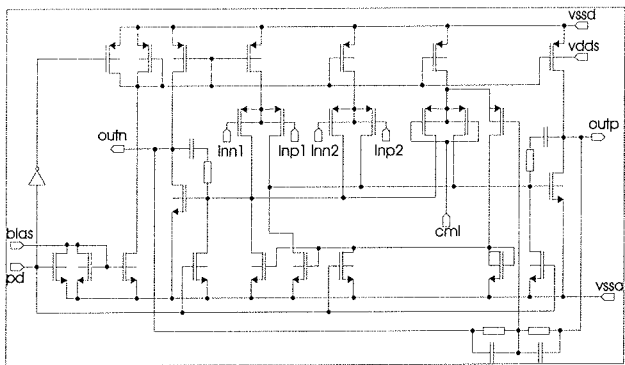 vssd
vdds
outn
inn1
Inp1
Inn2
Inp2
outp
bias
pd
cml
vssa